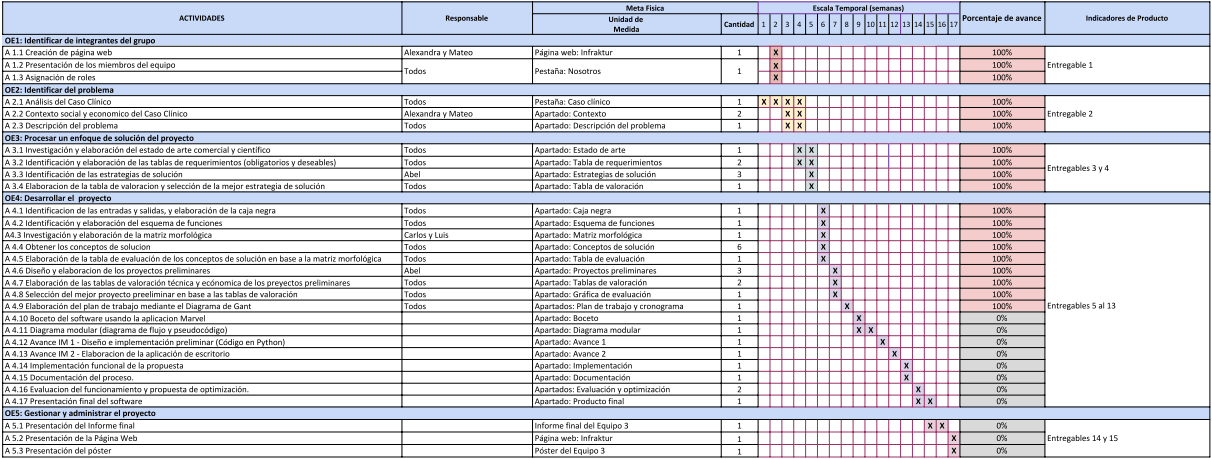 ACTIVIDADES Responsable Meta Fisica Escala Temporal (semanas) Porcentaje de avance Indicadores de Producto
Unidad de Medida Cantidad 1 2 3 4 5 6 7 8 9 10 11 12 13 14 15 16 17
OE1: Identificar de integrantes del grupo
A 1.1 Creación de página web Alexandra y Mateo Página web: Infraktur 1 X 100% Entregable 1
A 1.2 Presentación de los miembros del equipo Todos Pestaña: Nosotros 1 X 100%
A 1.3 Asignación de roles X 100%
OE2: Identificar del problema
A 2.1 Análisis del Caso Clínico Todos Pestaña: Caso clínico 1 X X X X 100% Entregable 2
A 2.2 Contexto social y economico del Caso Clínico Alexandra y Mateo Apartado: Contexto 2 X X 100%
A 2.3 Descripción del problema Todos Apartado: Descripción del problema 1 X X 100%
OE3: Procesar un enfoque de solución del proyecto
A 3.1 Investigación y elaboración del estado de arte comercial y científico Todos Apartado: Estado de arte 1 X X 100% Entregables 3 y 4
A 3.2 Identificación y elaboración de las tablas de requerimientos (obligatorios y deseables) Todos Apartado: Tabla de requerimientos 2 X X 100%
A 3.3 Identificación de las estrategias de solución Abel Apartado: Estrategias de solución 3 X 100%
A 3.4 Elaboracion de la tabla de valoracion y selección de la mejor estrategia de solución Todos Apartado: Tabla de valoración 1 X 100%
OE4: Desarrollar el proyecto
A 4.1 Identificacion de las entradas y salidas, y elaboración de la caja negra Todos Apartado: Caja negra 1 X 100% Entregables 5 al 13
A 4.2 Identificación y elaboración del esquema de funciones Todos Apartado: Esquema de funciones 1 X 100%
A4.3 Investigación y elaboración de la matriz morfológica Carlos y Luis Apartado: Matriz morfológica 1 X 100%
A 4.4 Obtener los conceptos de solucion Todos Apartado: Conceptos de solución 6 X 100%
A 4.5 Elaboración de la tabla de evaluación de los conceptos de solución en base a la matriz morfológica Todos Apartado: Tabla de evaluación 1 X 100%
A 4.6 Diseño y elaboracion de los proyectos preliminares Abel Apartado: Proyectos preliminares 3 X 100%
A 4.7 Elaboración de las tablas de valoración técnica y ecónomica de los preyectos preliminares Todos Apartado: Tablas de valoración 2 X 100%
A 4.8 Selección del mejor proyecto preeliminar en base a las tablas de valoración Todos Apartado: Gráfica de evaluación 1 X 100%
A 4.9 Elaboración del plan de trabajo mediante el Diagrama de Gant Todos Apartados: Plan de trabajo y cronograma 1 X 100%
A 4.10 Boceto del software usando la aplicacion Marvel Apartado: Boceto 1 X 0%
A 4.11 Diagrama modular (diagrama de flujo y pseudocódigo) Apartado: Diagrama modular 1 X X 0%
A 4.12 Avance IM 1 - Diseño e implementación preliminar (Código en Python) Apartado: Avance 1 1 X 0%
A 4.13 Avance IM 2 - Elaboracion de la aplicación de escritorio Apartado: Avance 2 1 X 0%
A 4.14 Implementación funcional de la propuesta Apartado: Implementación 1 X 0%
A 4.15 Documentación del proceso. Apartado: Documentación 1 X 0%
A 4.16 Evaluacion del funcionamiento y propuesta de optimización. Apartados: Evaluación y optimización 2 X 0%
A 4.17 Presentación final del software Apartado: Producto final 1 X X 0%
OE5: Gestionar y administrar el proyecto
A 5.1 Presentación del Informe final Informe final del Equipo 3 1 X X 0% Entregables 14 y 15
A 5.2 Presentación de la Página Web Página web: Infraktur 1 X 0%
A 5.3 Presentación del póster Póster del Equipo 3 1 X 0%